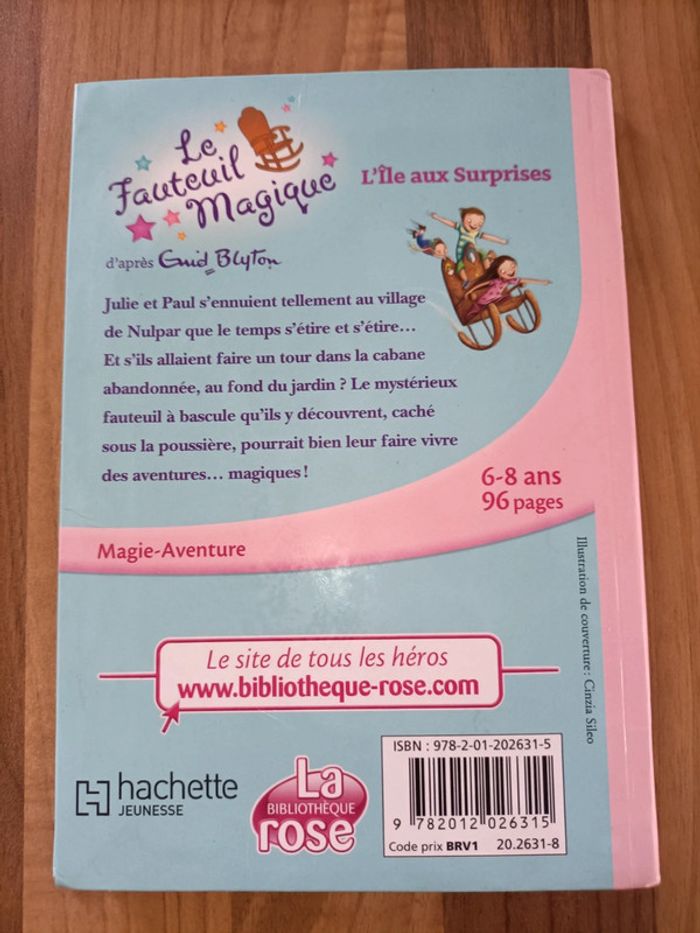 Le
Fauteuil
Magique
L'Île aux Surprises
d'après Enid Blyton
Julie et Paul s'ennuient tellement au village
de Nulpar que le temps s'étire et s'étire...
Et s'ils allaient faire un tour dans la cabane
abandonnée, au fond du jardin ? Le mystérieux
fauteuil à bascule qu'ils y découvrent, caché
sous la poussière, pourrait bien leur faire vivre
des aventures... magiques !
6-8 ans
96 pages
Magie-Aventure
Illustration de couverture : Cinzia Sileo
Le site de tous les héros
www.bibliotheque-rose.com
hachette
JEUNESSE
La
BIBLIOTHÈQUE
rose
ISBN : 978-2-01-202631-5
9 782012 026315
Code prix BRV1 20.2631-8